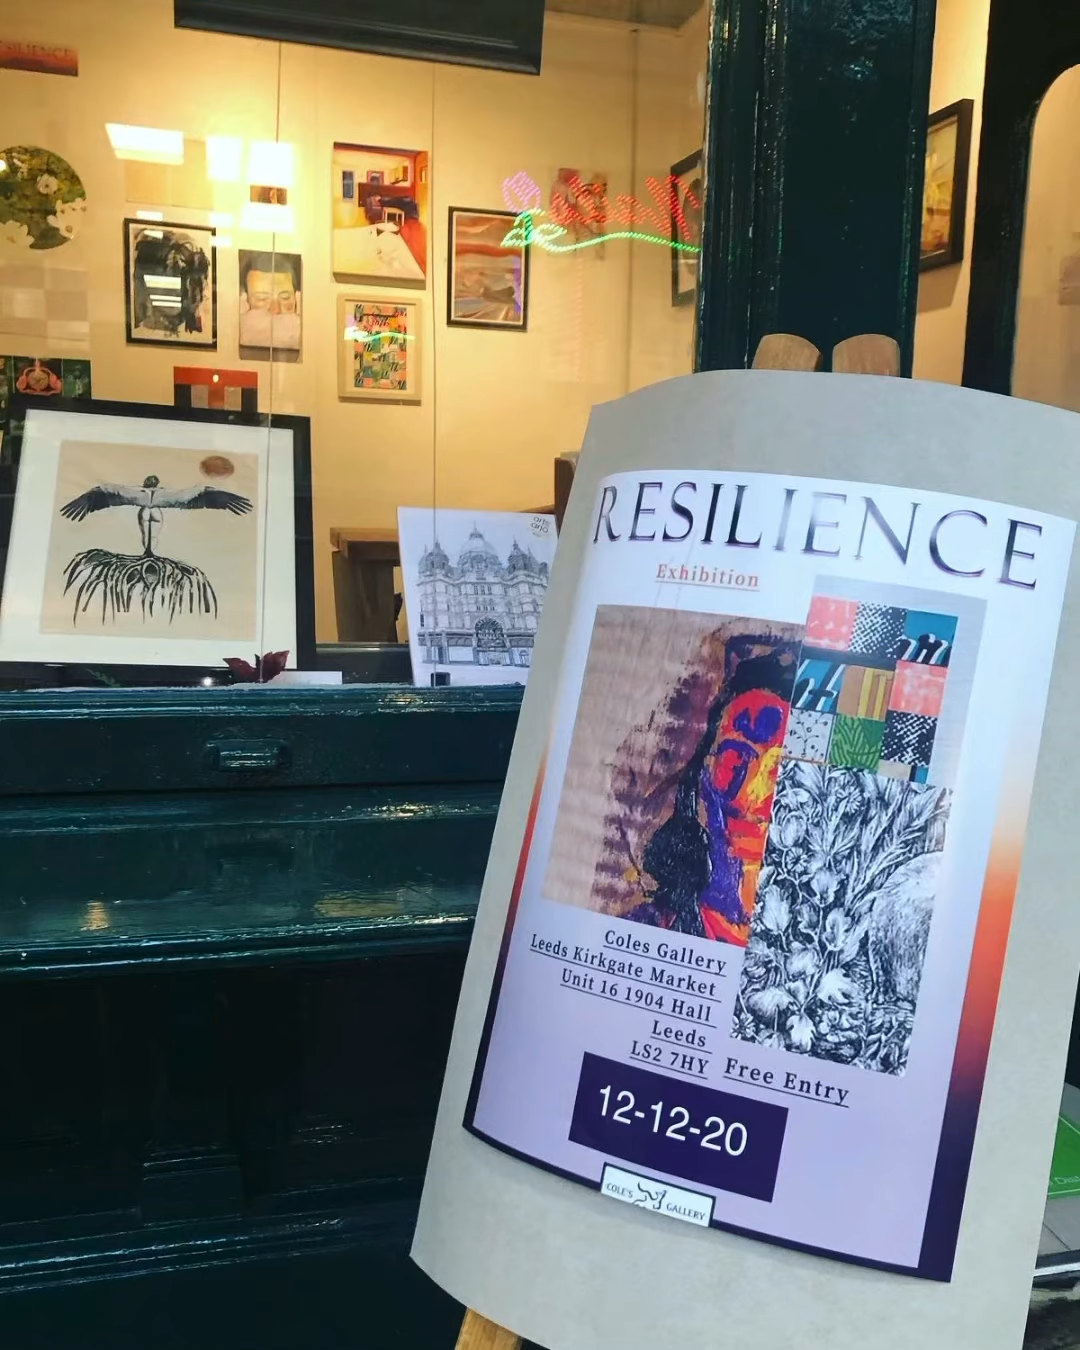 RESILIENCE
RESILIENCE
Exhibition
Coles Gallery
Leeds Kirkgate Market
Unit 16 1904 Hall
Leeds
LS2 7HY
Free Entry
12-12-20
COLE'S GALLERY